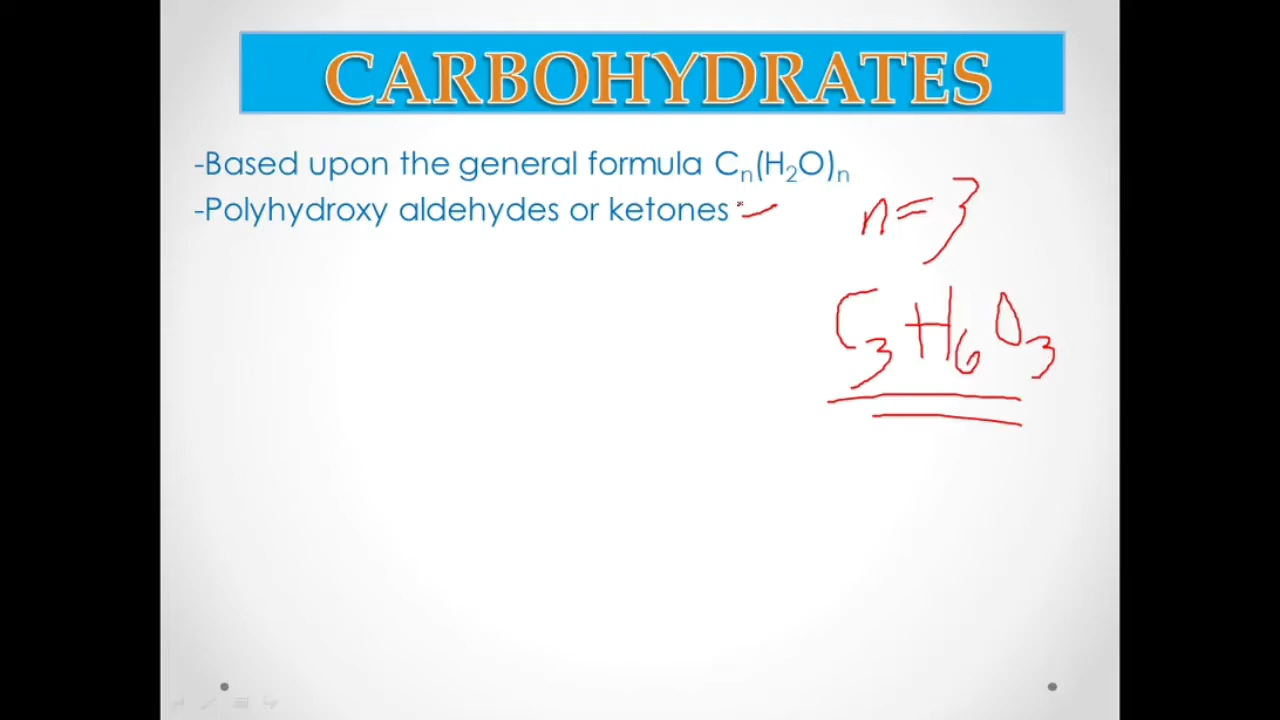 CARBOHYDRATES
-Based upon the general formula Cₙ(H₂O)ₙ
-Polyhydroxy aldehydes or ketones
n=3
C₃H₆O₃